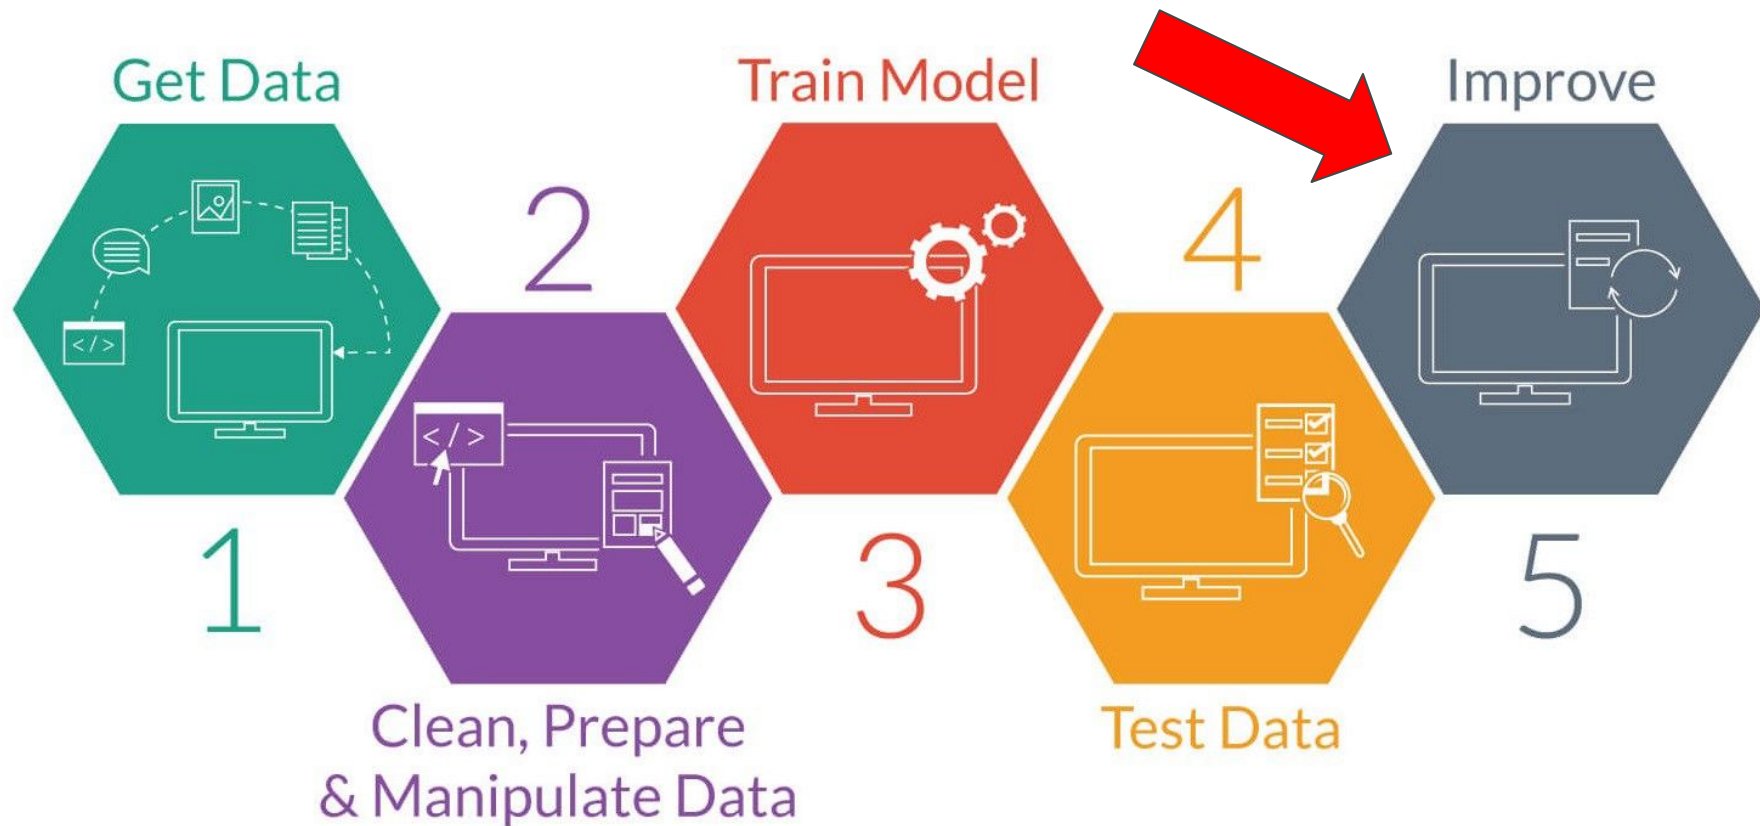 Get Data
1
</>
2
</>
Clean, Prepare
& Manipulate Data
Train Model
3
4
Test Data
Improve
5